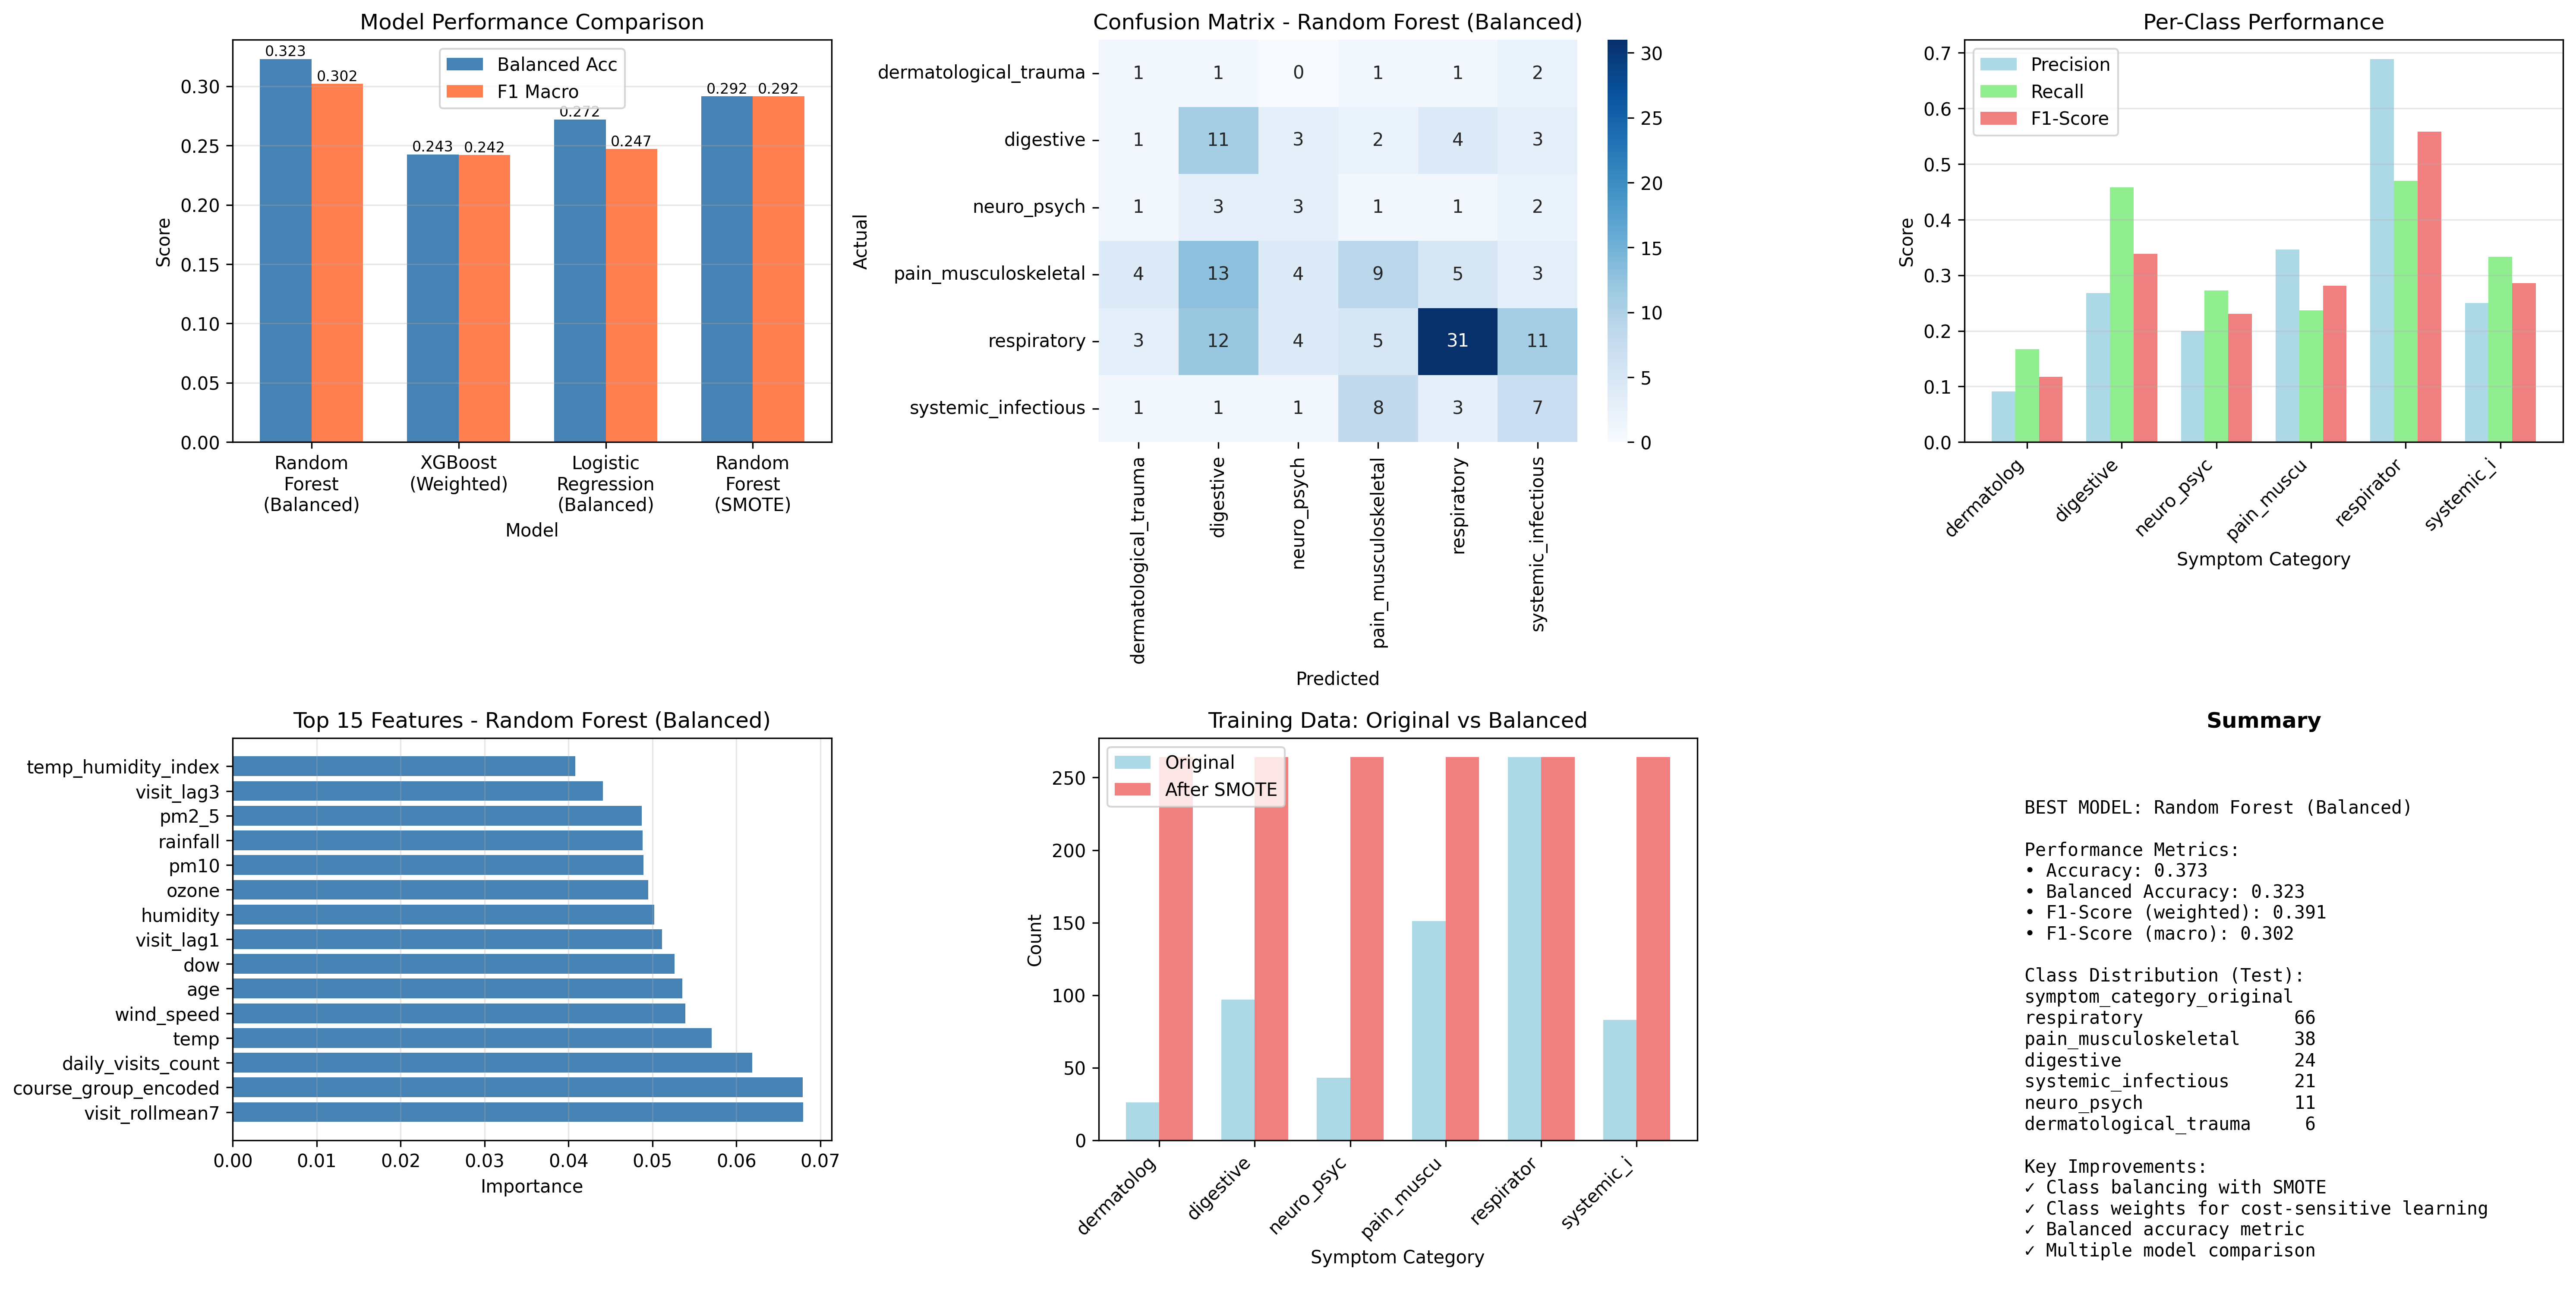 Model Performance Comparison
0.323
0.302
0.243
0.242
0.272
0.247
0.292
0.292
Balanced Acc
F1 Macro
Score
0.30
0.25
0.20
0.15
0.10
0.05
0.00
Random
Forest
(Balanced)
XGBoost
(Weighted)
Logistic
Regression
(Balanced)
Random
Forest
(SMOTE)
Model
Confusion Matrix - Random Forest (Balanced)
Actual
dermatological_trauma 1 1 0 1 1 2
digestive 1 11 3 2 4 3
neuro_psych 1 3 3 1 1 2
pain_musculoskeletal 4 13 4 9 5 3
respiratory 3 12 4 5 31 11
systemic_infectious 1 1 1 8 3 7
30
25
20
15
10
5
0
dermatological_trauma
digestive
neuro_psych
pain_musculoskeletal
respiratory
systemic_infectious
Predicted
Per-Class Performance
Precision
Recall
F1-Score
Score
0.7
0.6
0.5
0.4
0.3
0.2
0.1
0.0
dermatolog
digestive
neuro_psyc
pain_muscu
respirator
systemic_i
Symptom Category
Top 15 Features - Random Forest (Balanced)
temp_humidity_index
visit_lag3
pm2_5
rainfall
pm10
ozone
humidity
visit_lag1
dow
age
wind_speed
temp
daily_visits_count
course_group_encoded
visit_rollmean7
0.00 0.01 0.02 0.03 0.04 0.05 0.06 0.07
Importance
Training Data: Original vs Balanced
Original
After SMOTE
Count
250
200
150
100
50
0
dermatolog
digestive
neuro_psyc
pain_muscu
respirator
systemic_i
Symptom Category
Summary
BEST MODEL: Random Forest (Balanced)
Performance Metrics:
• Accuracy: 0.373
• Balanced Accuracy: 0.323
• F1-Score (weighted): 0.391
• F1-Score (macro): 0.302
Class Distribution (Test):
symptom_category_original
respiratory 66
pain_musculoskeletal 38
digestive 24
systemic_infectious 21
neuro_psych 11
dermatological_trauma 6
Key Improvements:
✓ Class balancing with SMOTE
✓ Class weights for cost-sensitive learning
✓ Balanced accuracy metric
✓ Multiple model comparison